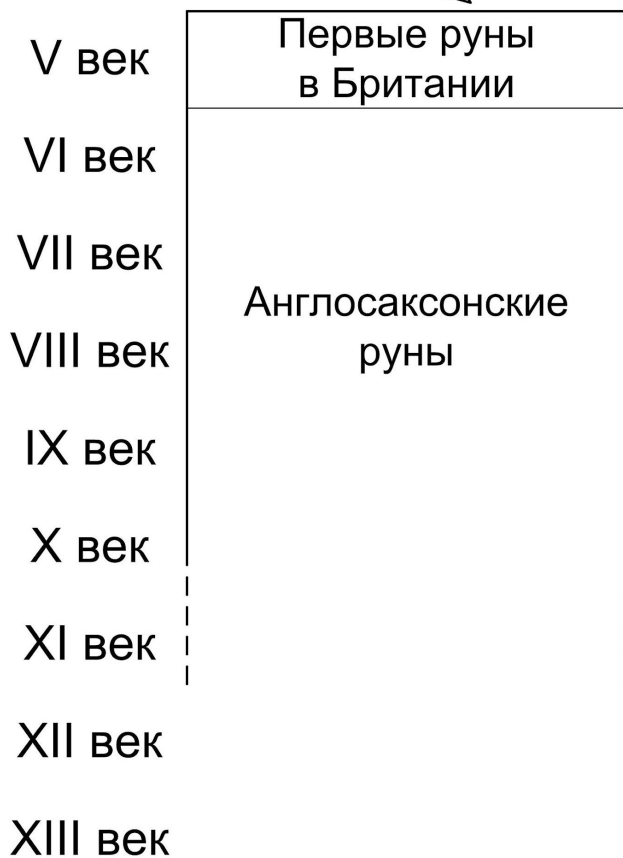 V век
Первые руны
в Британии
VI век
VII век
Англосаксонские
руны
VIII век
IX век
X век
XI век
XII век
XIII век